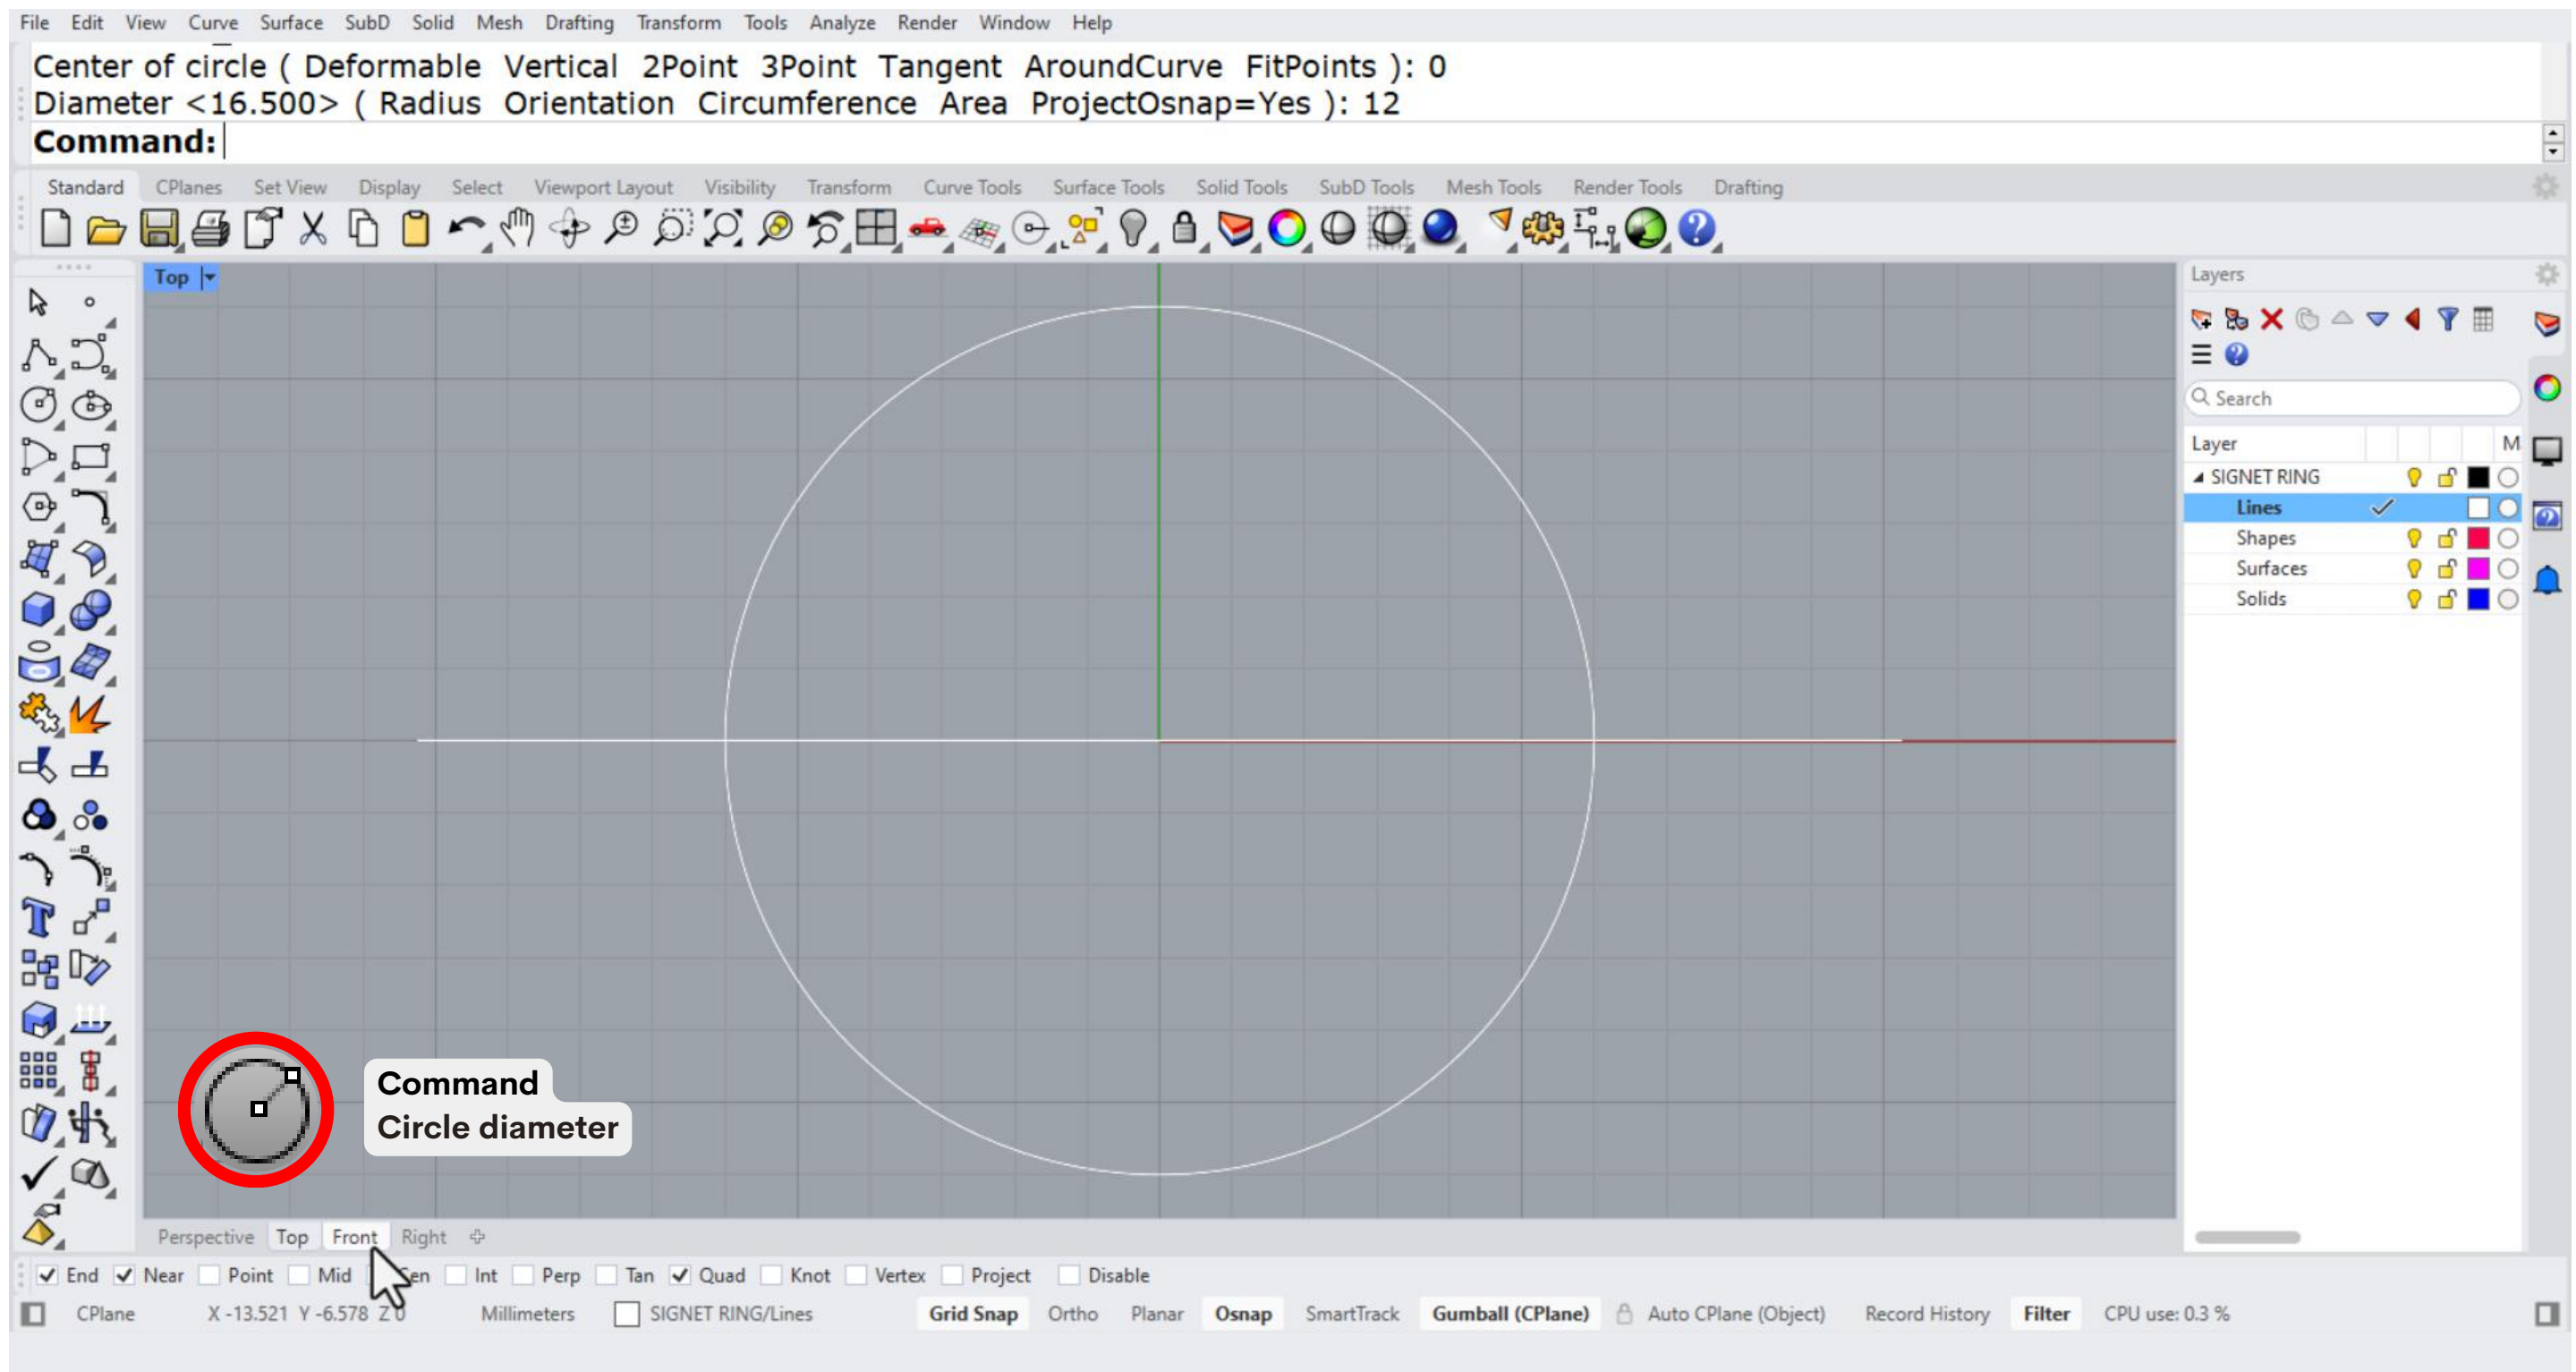 File Edit View Curve Surface SubD Solid Mesh Drafting Transform Tools Analyze Render Window Help
Center of circle ( Deformable Vertical 2Point 3Point Tangent AroundCurve FitPoints ): 0
Diameter <16.500> ( Radius Orientation Circumference Area ProjectOsnap=Yes ): 12
Command:
Standard CPlanes Set View Display Select Viewport Layout Visibility Transform Curve Tools Surface Tools Solid Tools SubD Tools Mesh Tools Render Tools Drafting
Top
Layers
Search
Layer M
SIGNET RING
Lines
Shapes
Surfaces
Solids
Command
Circle diameter
Perspective Top Front Right
End Near Point Mid Int Perp Tan Quad Knot Vertex Project Disable
CPlane X -13.521 Y -6.578 Z 0 Millimeters SIGNET RING/Lines Grid Snap Ortho Planar Osnap SmartTrack Gumball (CPlane) Auto CPlane (Object) Record History Filter CPU use: 0.3 %